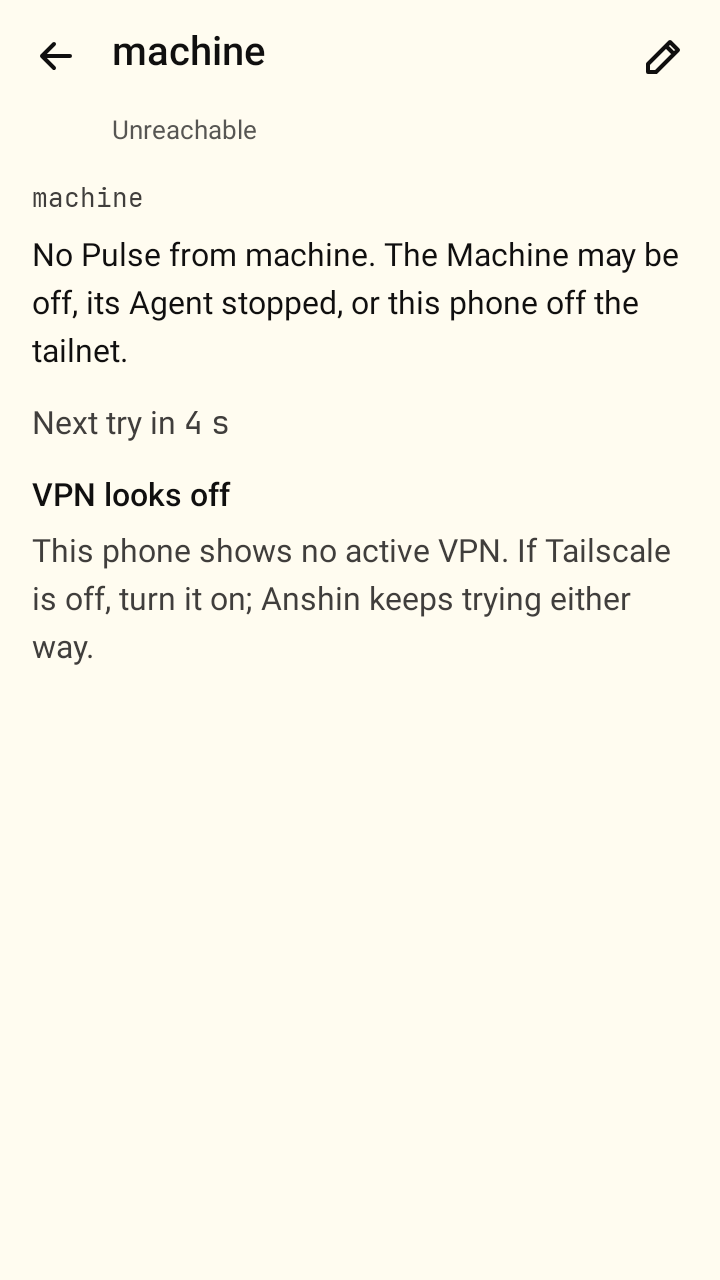 machine
Unreachable
machine
No Pulse from machine. The Machine may be
off, its Agent stopped, or this phone off the
tailnet.
Next try in 4 s
VPN looks off
This phone shows no active VPN. If Tailscale
is off, turn it on; Anshin keeps trying either
way.